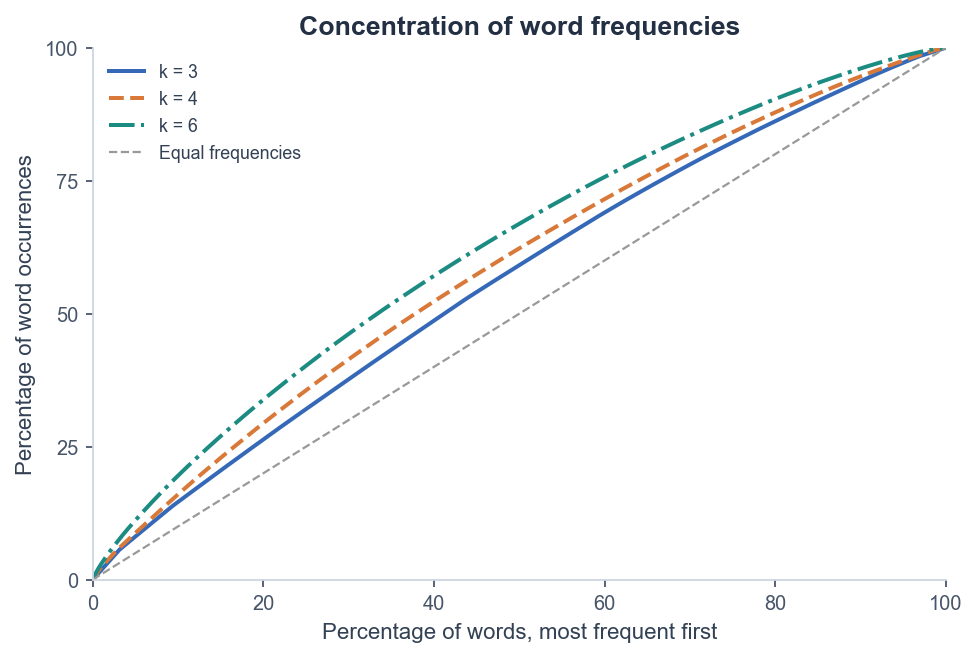 Concentration of word frequencies
k = 3
k = 4
k = 6
Equal frequencies
Percentage of word occurrences
100
75
50
25
0
0 20 40 60 80 100
Percentage of words, most frequent first